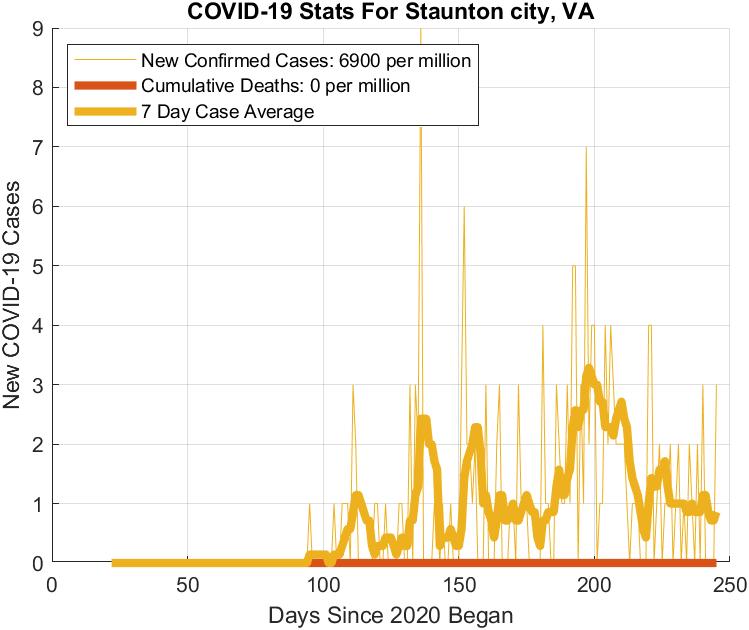 COVID-19 Stats For Staunton city, VA
New Confirmed Cases: 6900 per million
Cumulative Deaths: 0 per million
7 Day Case Average
New COVID-19 Cases
9
8
7
6
5
4
3
2
1
0
0 50 100 150 200 250
Days Since 2020 Began